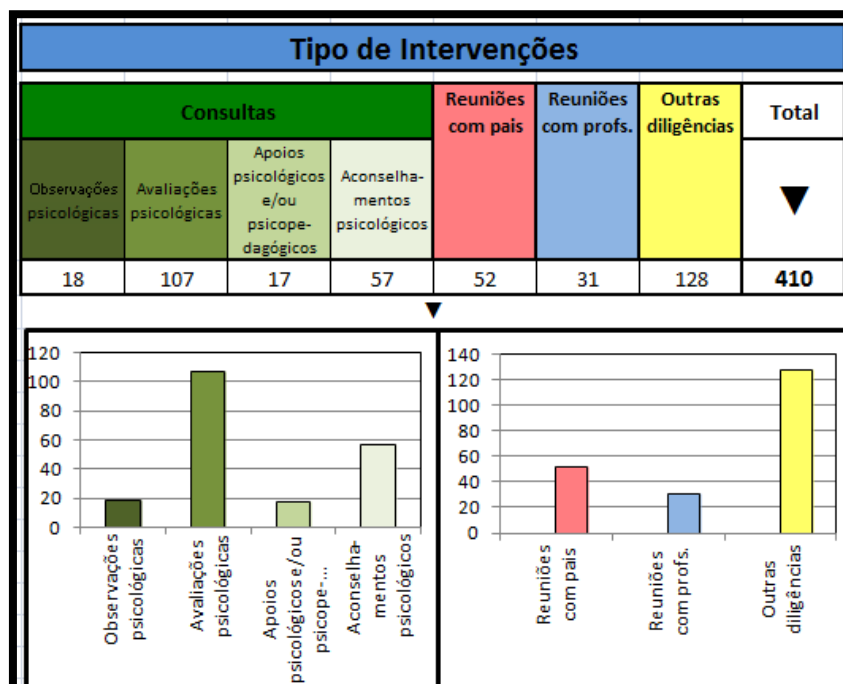 Tipo de Intervenções
Consultas
Reuniões
com pais
Reuniões
com profs.
Outras
diligências
Total
Observações
psicológicas
Avaliações
psicológicas
Apoios
psicológicos
e/ou
psicope-
dagógicos
Aconselha-
mentos
psicológicos
▼
18 107 17 57 52 31 128 410
▼
120
100
80
60
40
20
0
Observações
psicológicas
Avaliações
psicológicas
Apoios
psicológicos e/ou
psicope-...
Aconselha-
mentos
psicológicos
140
120
100
80
60
40
20
0
Reuniões
com pais
Reuniões
com profs.
Outras
diligências